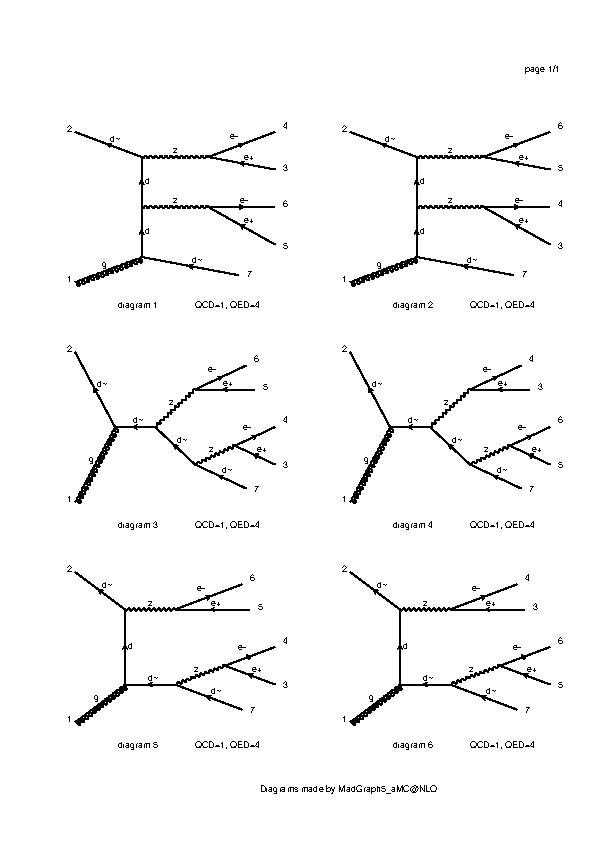 page 1/1
2 d~ z e- 4
e+ 3
d z e- 6
d e+ 5
g d~ 7
1
diagram 1 QCD=1, QED=4
2 d~ z e- 6
e+ 5
d z e- 4
d e+ 3
g d~ 7
1
diagram 2 QCD=1, QED=4
2 e- 6
d~ z e+ 5
d~ e- 4
d~ z e+ 3
g d~ 7
1
diagram 3 QCD=1, QED=4
2 e- 4
d~ z e+ 3
d~ e- 6
d~ z e+ 5
g d~ 7
1
diagram 4 QCD=1, QED=4
2 d~ e- 6
z e+ 5
d e- 4
d~ z e+ 3
g d~ 7
1
diagram 5 QCD=1, QED=4
2 d~ e- 4
z e+ 3
d e- 6
d~ z e+ 5
g d~ 7
1
diagram 6 QCD=1, QED=4
Diagrams made by MadGraph5_aMC@NLO